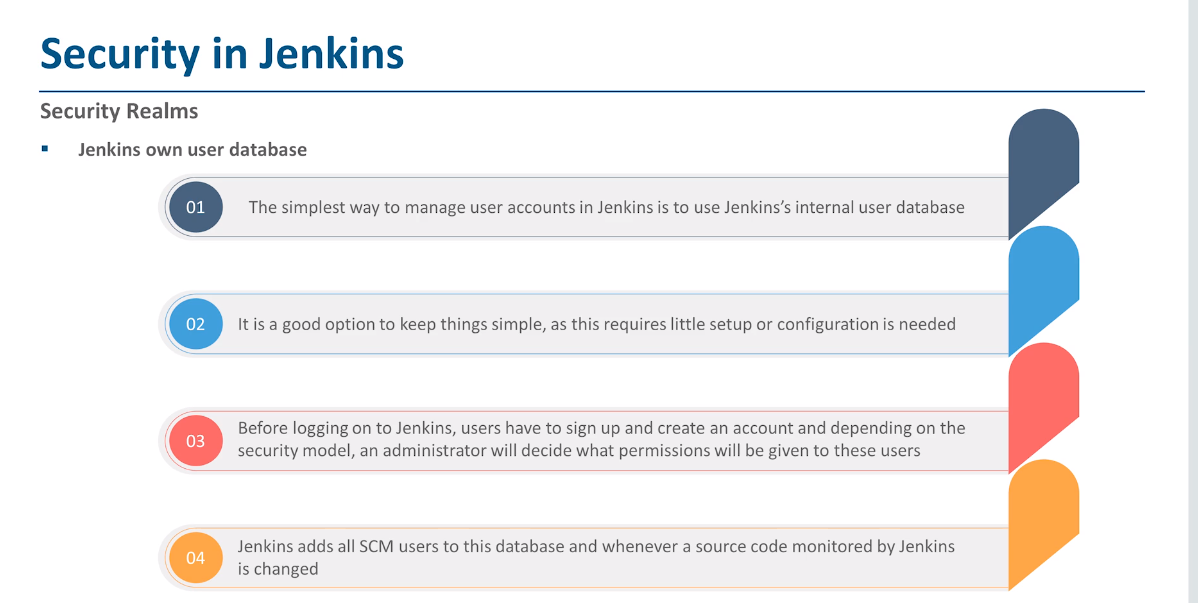 Security in Jenkins
Security Realms
▪ Jenkins own user database
01
The simplest way to manage user accounts in Jenkins is to use Jenkins’s internal user database
02
It is a good option to keep things simple, as this requires little setup or configuration is needed
03
Before logging on to Jenkins, users have to sign up and create an account and depending on the
security model, an administrator will decide what permissions will be given to these users
04
Jenkins adds all SCM users to this database and whenever a source code monitored by Jenkins
is changed